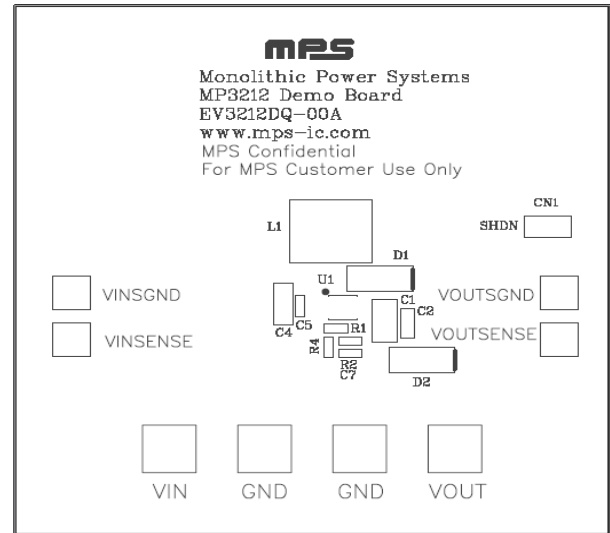 mps
Monolithic Power Systems
MP3212 Demo Board
EV3212DQ-00A
www.mps-ic.com
MPS Confidential
For MPS Customer Use Only
CN1
L1
SHDN
D1
U1
VINSGND
VOUTSGND
C1
C2
C4
C5
R1
VINSENSE
VOUTSENSE
R4
R2
C7
D2
VIN
GND
GND
VOUT